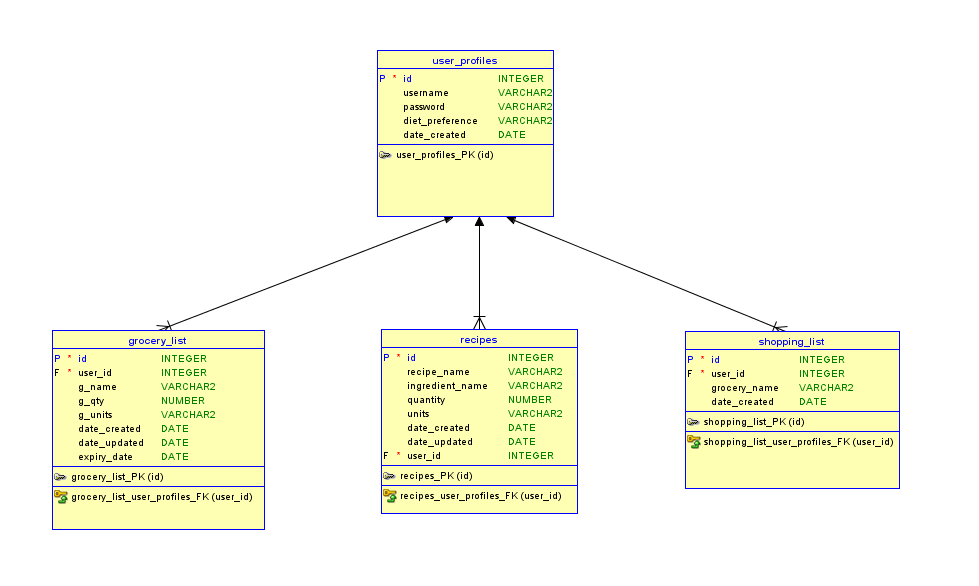 user_profiles
P * id INTEGER
username VARCHAR2
password VARCHAR2
diet_preference VARCHAR2
date_created DATE
user_profiles_PK (id)
grocery_list
P * id INTEGER
F * user_id INTEGER
g_name VARCHAR2
g_qty NUMBER
g_units VARCHAR2
date_created DATE
date_updated DATE
expiry_date DATE
grocery_list_PK (id)
grocery_list_user_profiles_FK (user_id)
recipes
P * id INTEGER
recipe_name VARCHAR2
ingredient_name VARCHAR2
quantity NUMBER
units VARCHAR2
date_created DATE
date_updated DATE
F * user_id INTEGER
recipes_PK (id)
recipes_user_profiles_FK (user_id)
shopping_list
P * id INTEGER
F * user_id INTEGER
grocery_name VARCHAR2
date_created DATE
shopping_list_PK (id)
shopping_list_user_profiles_FK (user_id)